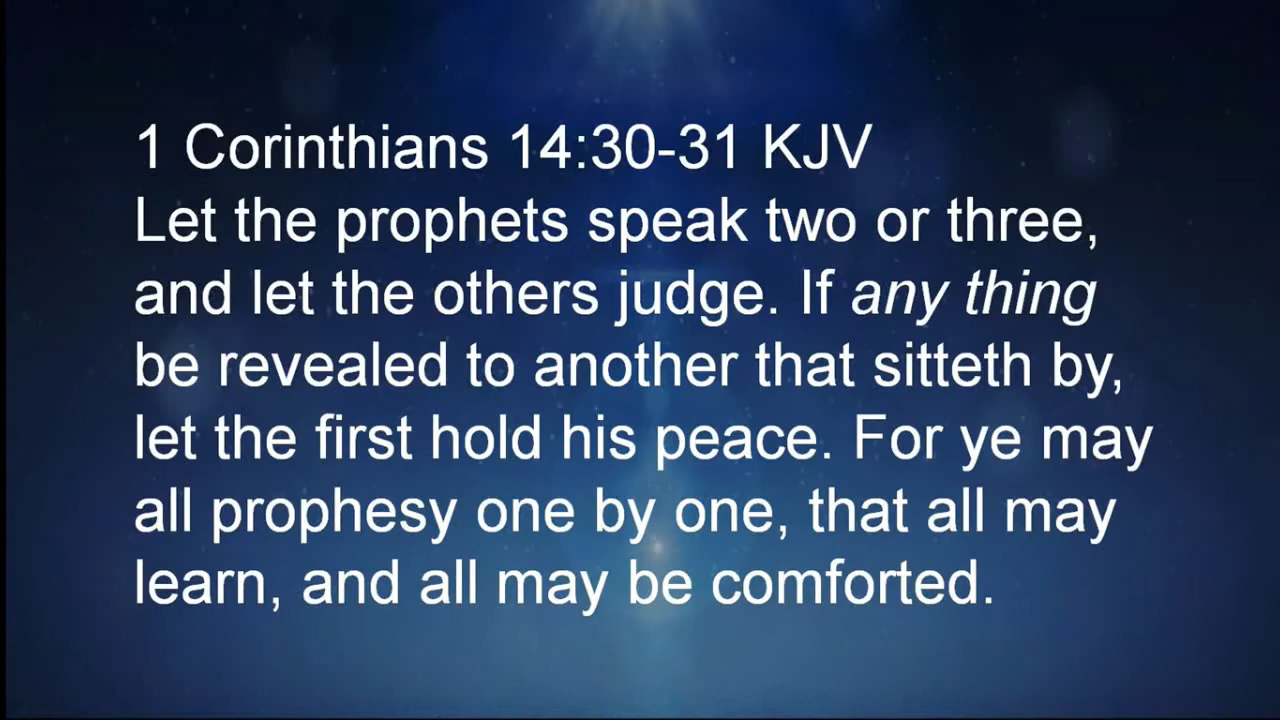 1 Corinthians 14:30-31 KJV
Let the prophets speak two or three,
and let the others judge. If any thing
be revealed to another that sitteth by,
let the first hold his peace. For ye may
all prophesy one by one, that all may
learn, and all may be comforted.